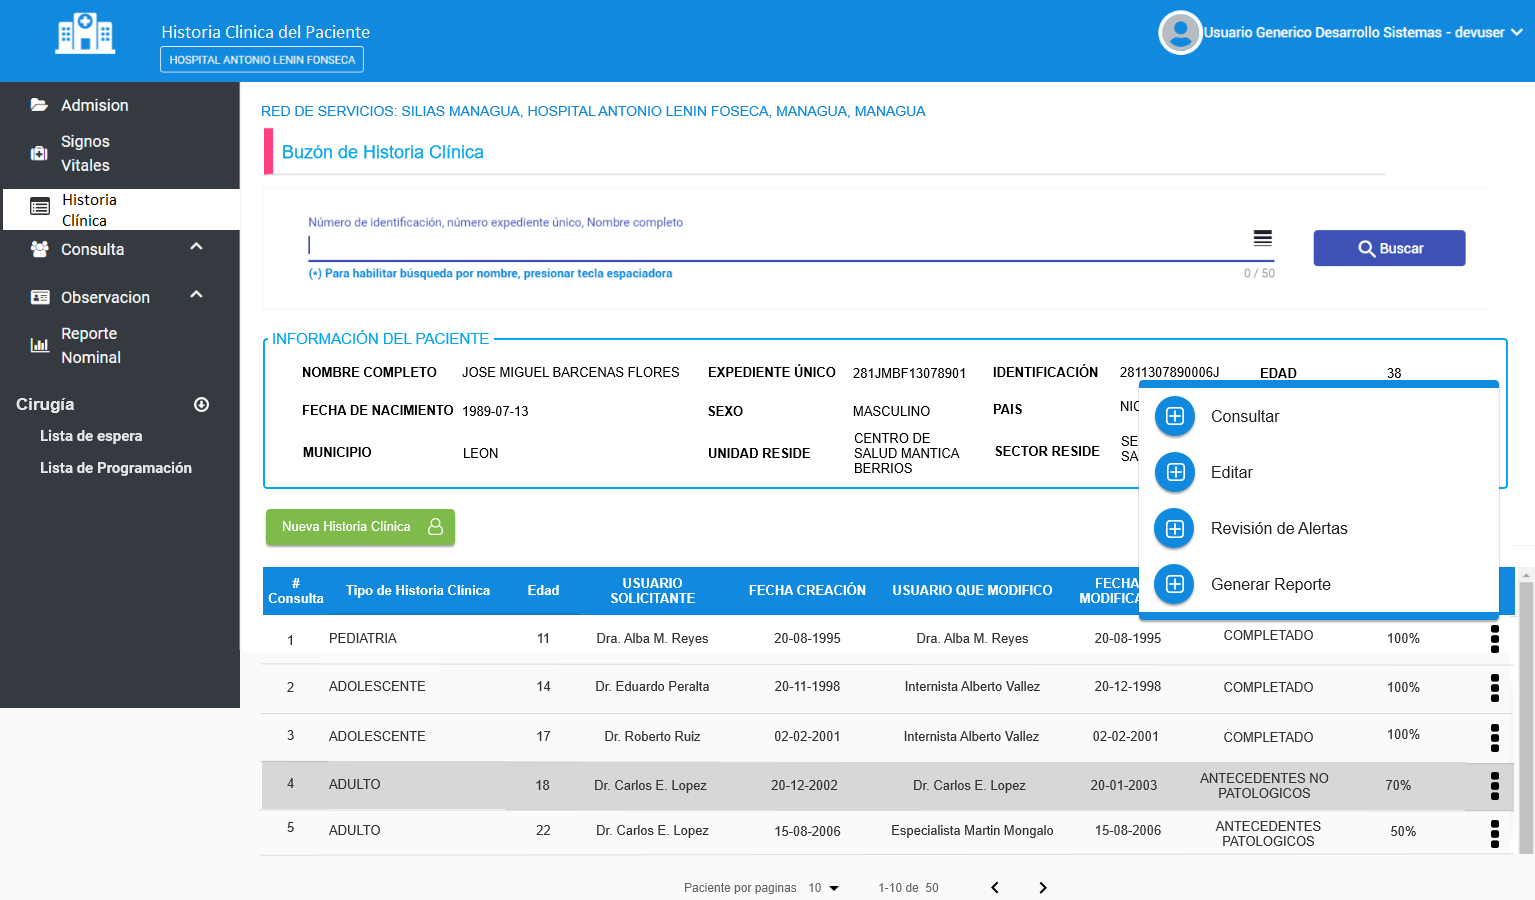 Historia Clinica del Paciente
HOSPITAL ANTONIO LENIN FONSECA
Usuario Generico Desarrollo Sistemas - devuser
Admision
Signos
Vitales
Historia
Clínica
Consulta
Observacion
Reporte
Nominal
Cirugía
Lista de espera
Lista de Programación
RED DE SERVICIOS: SILIAS MANAGUA, HOSPITAL ANTONIO LENIN FOSECA, MANAGUA, MANAGUA
Buzón de Historia Clínica
Número de identificación, número expediente único, Nombre completo
(*) Para habilitar búsqueda por nombre, presionar tecla espaciadora
0 / 50
Buscar
INFORMACIÓN DEL PACIENTE
NOMBRE COMPLETO JOSE MIGUEL BARCENAS FLORES EXPEDIENTE ÚNICO 281JMBF13078901 IDENTIFICACIÓN 2811307890006J EDAD 38
FECHA DE NACIMIENTO 1989-07-13 SEXO MASCULINO PAIS NIC
MUNICIPIO LEON UNIDAD RESIDE CENTRO DE
SALUD MANTICA
BERRIOS
SECTOR RESIDE SE
SA
Consultar
Editar
Revisión de Alertas
Generar Reporte
Nueva Historia Clínica
# Consulta Tipo de Historia Clínica Edad USUARIO SOLICITANTE FECHA CREACIÓN USUARIO QUE MODIFICO FECHA MODIFICA
1 PEDIATRIA 11 Dra. Alba M. Reyes 20-08-1995 Dra. Alba M. Reyes 20-08-1995 COMPLETADO 100%
2 ADOLESCENTE 14 Dr. Eduardo Peralta 20-11-1998 Internista Alberto Vallez 20-12-1998 COMPLETADO 100%
3 ADOLESCENTE 17 Dr. Roberto Ruiz 02-02-2001 Internista Alberto Vallez 02-02-2001 COMPLETADO 100%
4 ADULTO 18 Dr. Carlos E. Lopez 20-12-2002 Dr. Carlos E. Lopez 20-01-2003 ANTECEDENTES NO PATOLOGICOS 70%
5 ADULTO 22 Dr. Carlos E. Lopez 15-08-2006 Especialista Martin Mongalo 15-08-2006 ANTECEDENTES PATOLOGICOS 50%
Paciente por paginas 10 1-10 de 50